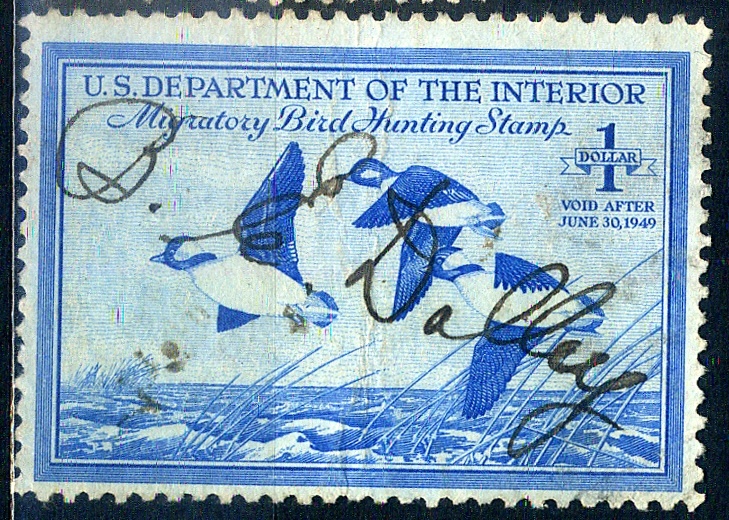 U.S. DEPARTMENT OF THE INTERIOR
Migratory Bird Hunting Stamp
1
DOLLAR
VOID AFTER
JUNE 30, 1949
B.